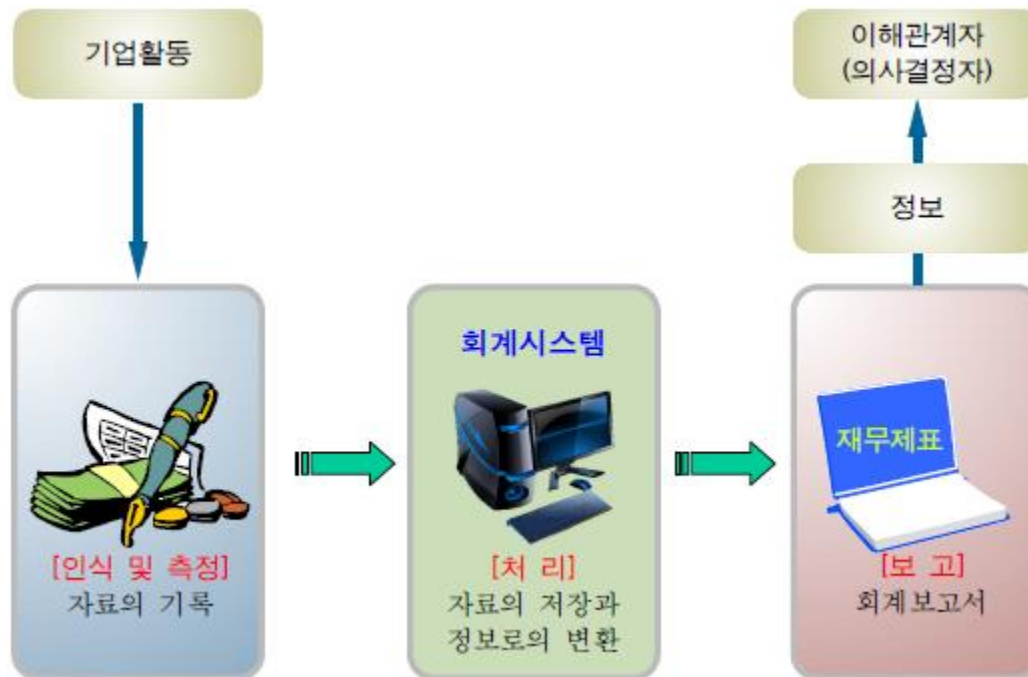 기업활동
이해관계자
(의사결정자)
정보
[인식 및 측정]
자료의 기록
회계시스템
[처 리]
자료의 저장과
정보로의 변환
재무제표
[보 고]
회계보고서